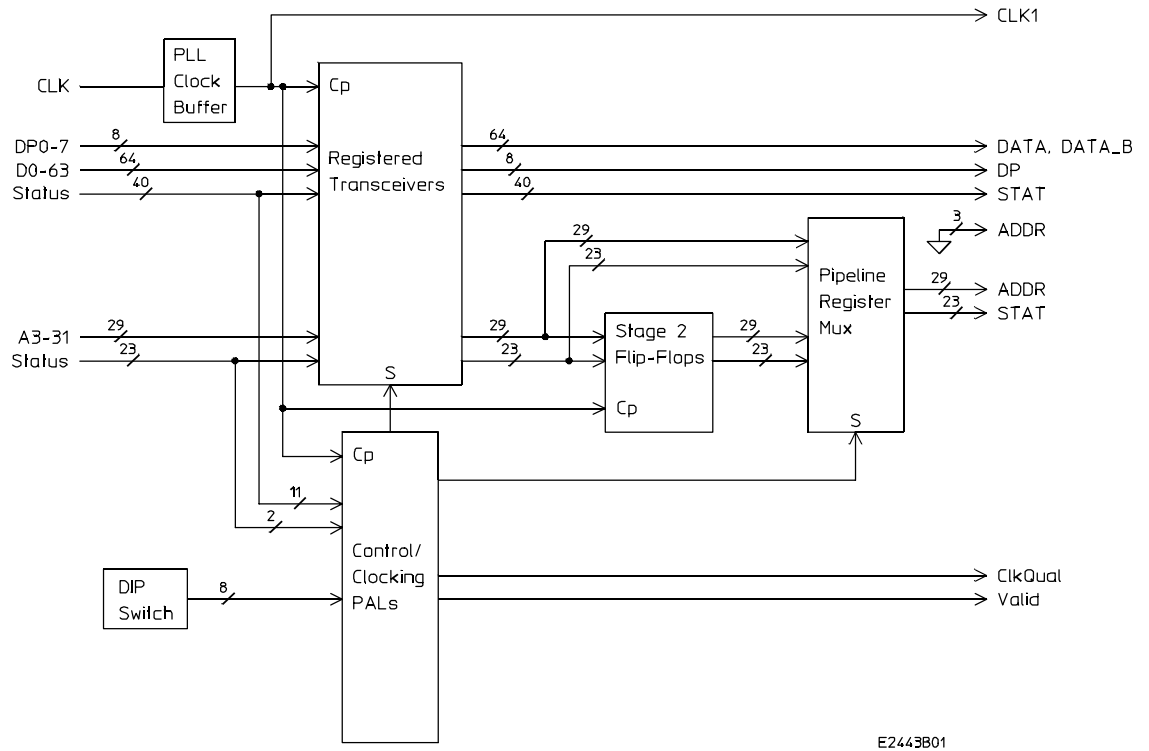 CLK1
PLL
Clock
Buffer
CLK
Cp
DP0-7
8
64
DATA, DATA_B
D0-63
64
Registered
Transceivers
8
DP
Status
40
40
STAT
3
ADDR
29
23
Pipeline
Register
Mux
29
ADDR
23
STAT
A3-31
29
29
Stage 2
Flip-Flops
29
Status
23
23
23
S
Cp
S
Cp
11
2
Control/
Clocking
PALs
ClkQual
DIP
Switch
8
Valid
E2443B01